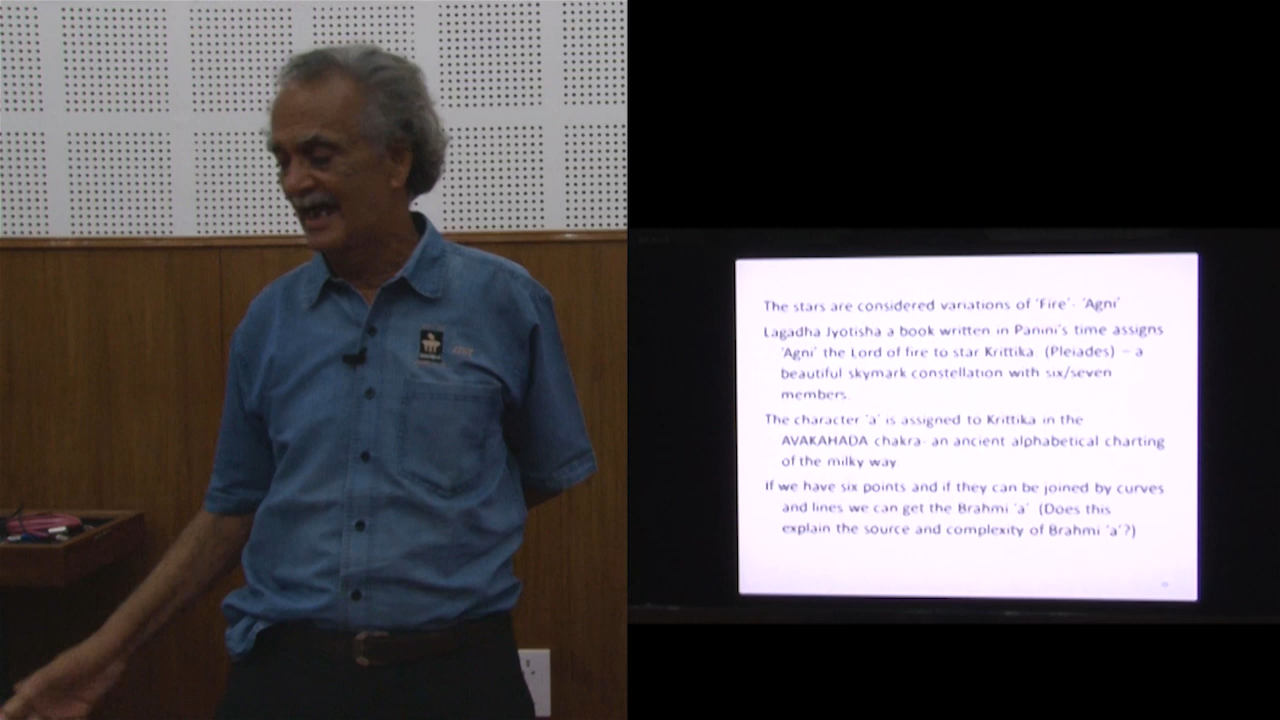 The stars are considered variations of 'Fire'- 'Agni'
Lagadha Jyotisha a book written in Panini's time assigns
'Agni' the Lord of fire to star Krittika (Pleiades) – a
beautiful skymark constellation with six/seven
members.
The character 'a' is assigned to Krittika in the
AVAKAHADA chakra- an ancient alphabetical charting
of the milky way
If we have six points and if they can be joined by curves
and lines we can get the Brahmi 'a' (Does this
explain the source and complexity of Brahmi 'a'?)